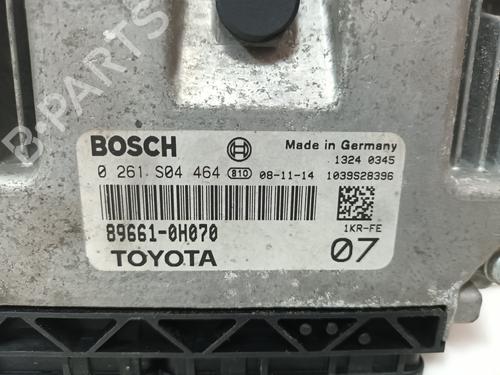 BOSCH
Made in Germany
0 261 S04 464 810 08-11-14
1324 0345
1039S28396
89661-0H070
1KR-FE
TOYOTA
07